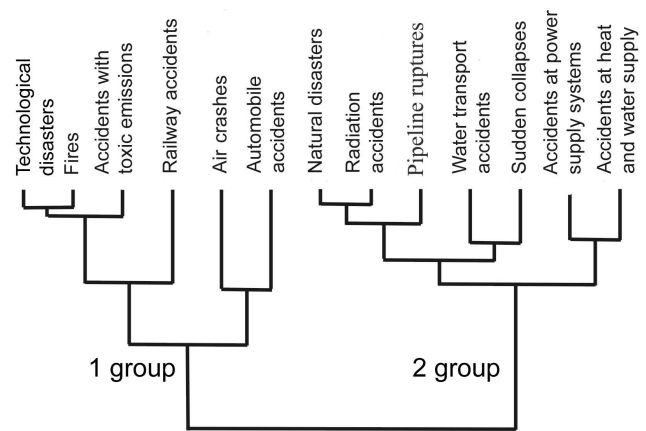 Technological
disasters
Fires
Accidents with
toxic emissions
Railway accidents
Air crashes
Automobile
accidents
Natural disasters
Radiation
accidents
Pipeline ruptures
Water transport
accidents
Sudden collapses
Accidents at power
supply systems
Accidents at heat
and water supply
1 group
2 group